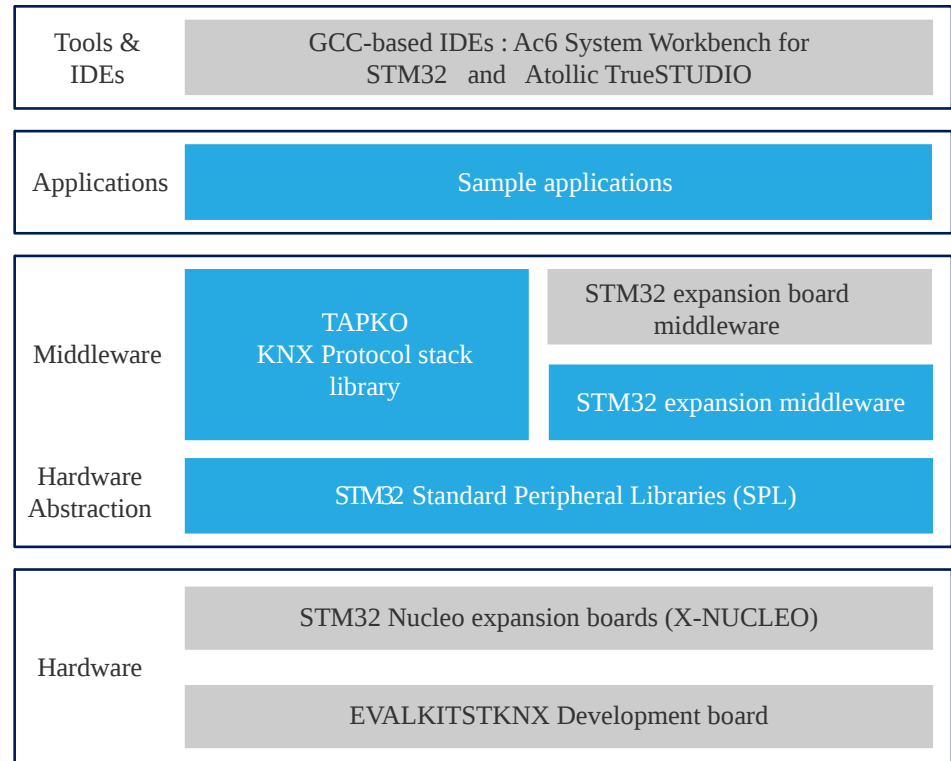 Tools &
IDEs
GCC-based IDEs : Ac6 System Workbench for
STM32 and Atollic TrueSTUDIO
Applications
Sample applications
Middleware
TAPKO
KNX Protocol stack
library
STM32 expansion board
middleware
STM32 expansion middleware
Hardware
Abstraction
STM32 Standard Peripheral Libraries (SPL)
Hardware
STM32 Nucleo expansion boards (X-NUCLEO)
EVALKITSTKNX Development board